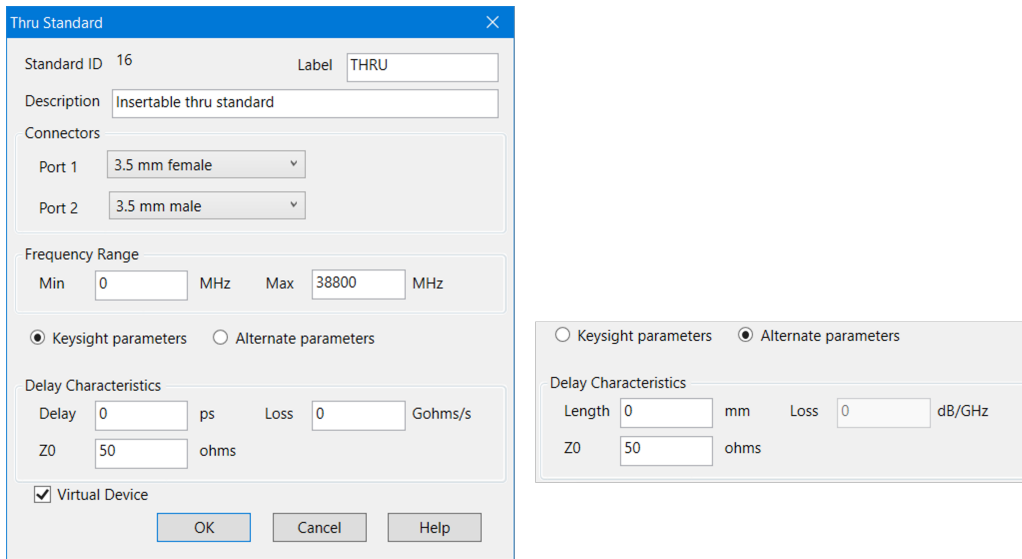 Thru Standard
Standard ID 16 Label THRU
Description Insertable thru standard
Connectors
Port 1 3.5 mm female
Port 2 3.5 mm male
Frequency Range
Min 0 MHz Max 38800 MHz
Keysight parameters Alternate parameters
Delay Characteristics
Delay 0 ps Loss 0 Gohms/s
Z0 50 ohms
Virtual Device
OK Cancel Help
Keysight parameters Alternate parameters
Delay Characteristics
Length 0 mm Loss 0 dB/GHz
Z0 50 ohms